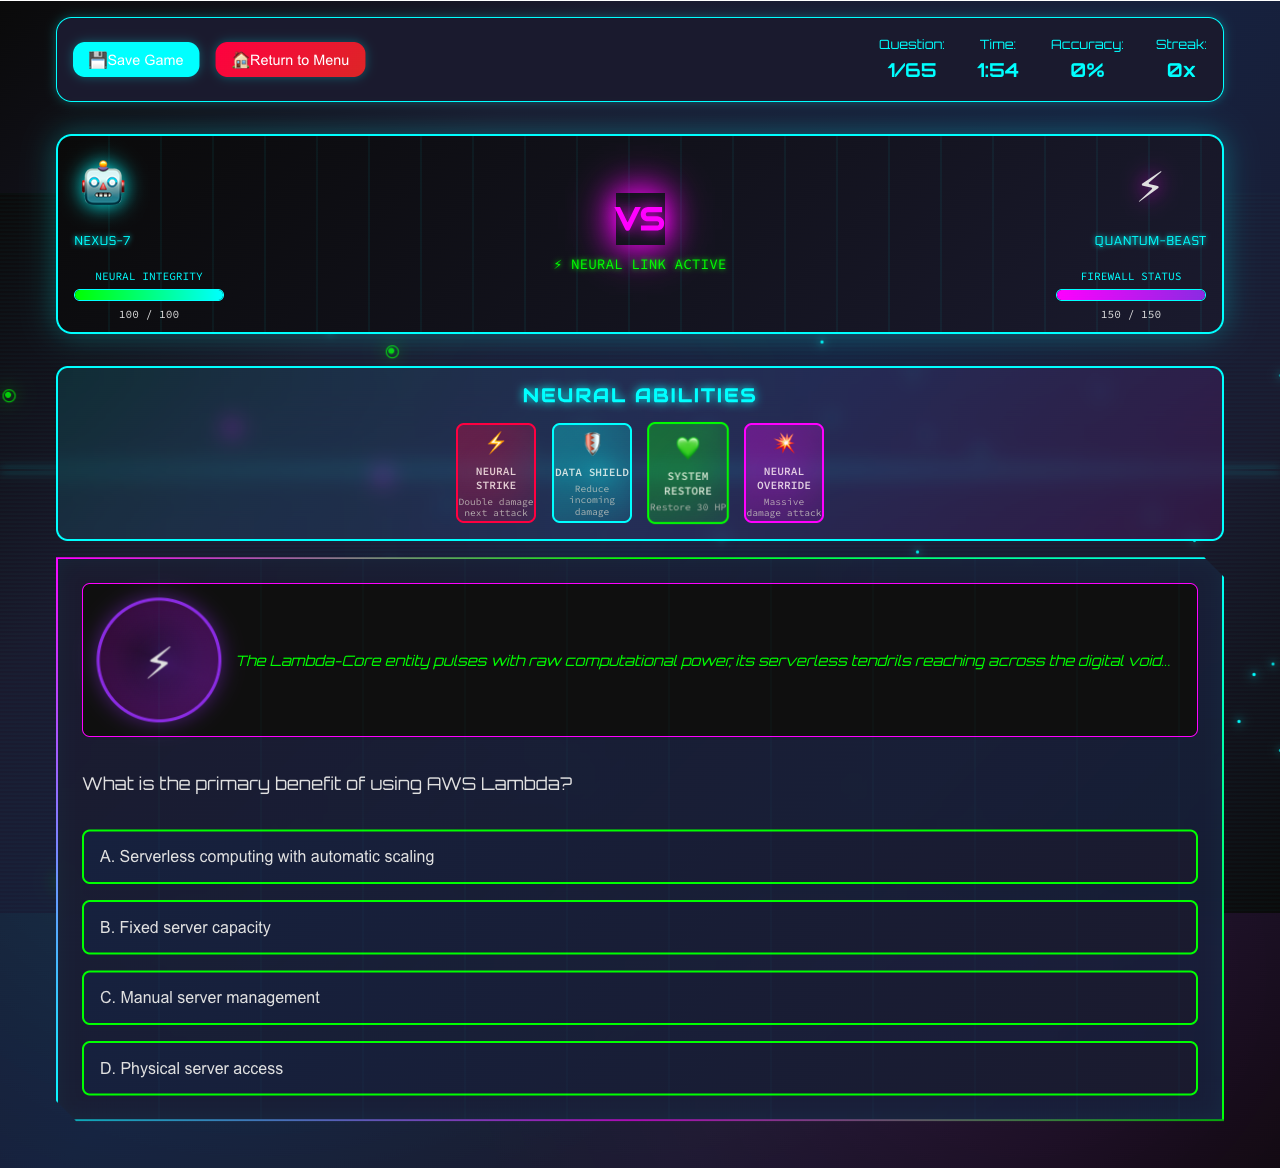 Save Game
Return to Menu
Question:
1/65
Time:
1:54
Accuracy:
0%
Streak:
0x
NEXUS-7
NEURAL INTEGRITY
100 / 100
VS
⚡ NEURAL LINK ACTIVE
QUANTUM-BEAST
FIREWALL STATUS
150 / 150
NEURAL ABILITIES
NEURAL
STRIKE
Double damage
next attack
DATA SHIELD
Reduce
incoming
damage
SYSTEM
RESTORE
Restore 30 HP
NEURAL
OVERRIDE
Massive
damage attack
The Lambda-Core entity pulses with raw computational power, its serverless tendrils reaching across the digital void...
What is the primary benefit of using AWS Lambda?
A. Serverless computing with automatic scaling
B. Fixed server capacity
C. Manual server management
D. Physical server access